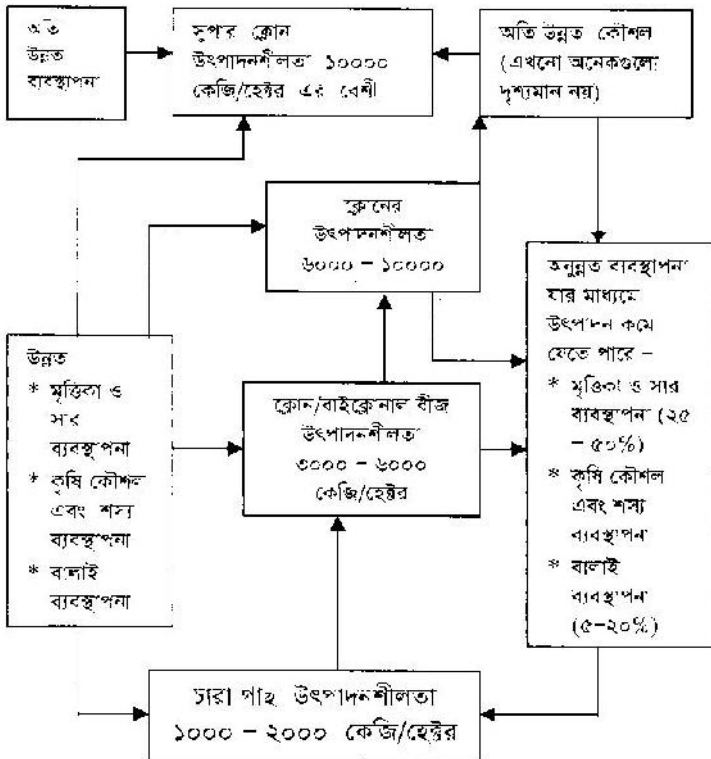 অতি
উন্নত
ব্যবস্থাপনা
সুপার ক্লোন
উৎপাদনশীলতা ১০০০০
কেজি/হেক্টর এর বেশী
অতি উন্নত কৌশল
(এখনো অনেকগুলো
দৃশ্যমান নয়)
ক্লোনের
উৎপাদনশীলতা
৬০০০ – ১০০০০
উন্নত
* মৃত্তিকা ও
সার
ব্যবস্থাপনা
* কৃষি কৌশল
এবং শস্য
ব্যবস্থাপনা
* বালাই
ব্যবস্থাপনা
ক্লোন/বাইক্লোনাল বীজ
উৎপাদনশীলতা
৩০০০ – ৬০০০
কেজি/হেক্টর
অনুন্নত ব্যবস্থাপনা
যার মাধ্যমে
উৎপাদন কমে
যেতে পারে –
* মৃত্তিকা ও সার
ব্যবস্থাপনা (২৫
– ৫০%)
* কৃষি কৌশল
এবং শস্য
ব্যবস্থাপনা
* বালাই
ব্যবস্থাপনা
(৫–২০%)
চারা গাছ উৎপাদনশীলতা
১০০০ – ২০০০ কেজি/হেক্টর